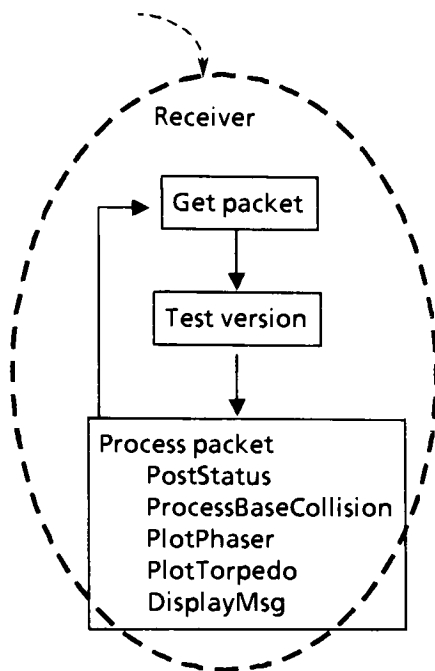 Receiver
Get packet
Test version
Process packet
PostStatus
ProcessBaseCollision
PlotPhaser
PlotTorpedo
DisplayMsg